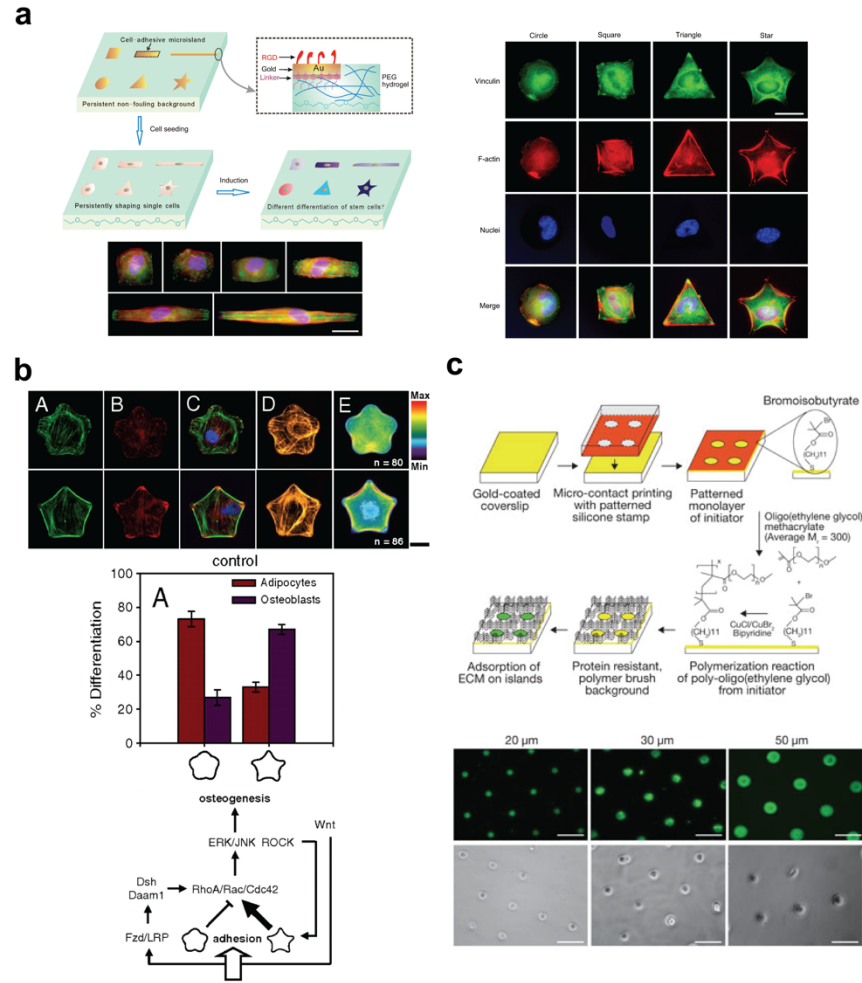 a
Cell-adhesive microisland
Persistent non-fouling background
RGD
Gold
Linker
Au
PEG
hydrogel
Cell seeding
Persistently shaping single cells
Induction
Different differentiation of stem cells?
Circle
Square
Triangle
Star
Vinculin
F-actin
Nuclei
Merge
b
A
B
C
D
E
Max
Min
n = 80
n = 86
control
A
Adipocytes
Osteoblasts
% Differentiation
100
80
60
40
20
0
osteogenesis
Wnt
ERK/JNK ROCK
Dsh
Daam1
RhoA/Rac/Cdc42
Fzd/LRP
adhesion
c
Bromoisobutyrate
Br
O
O
(CH2)11
S
Gold-coated
coverslip
Micro-contact printing
with patterned
silicone stamp
Patterned
monolayer
of initiator
Oligo(ethylene glycol)
methacrylate
(Average Mr = 300)
CuCl/CuBr2
Bipyridine
Adsorption of
ECM on islands
Protein resistant,
polymer brush
background
Polymerization reaction
of poly-oligo(ethylene glycol)
from initiator
20 µm
30 µm
50 µm